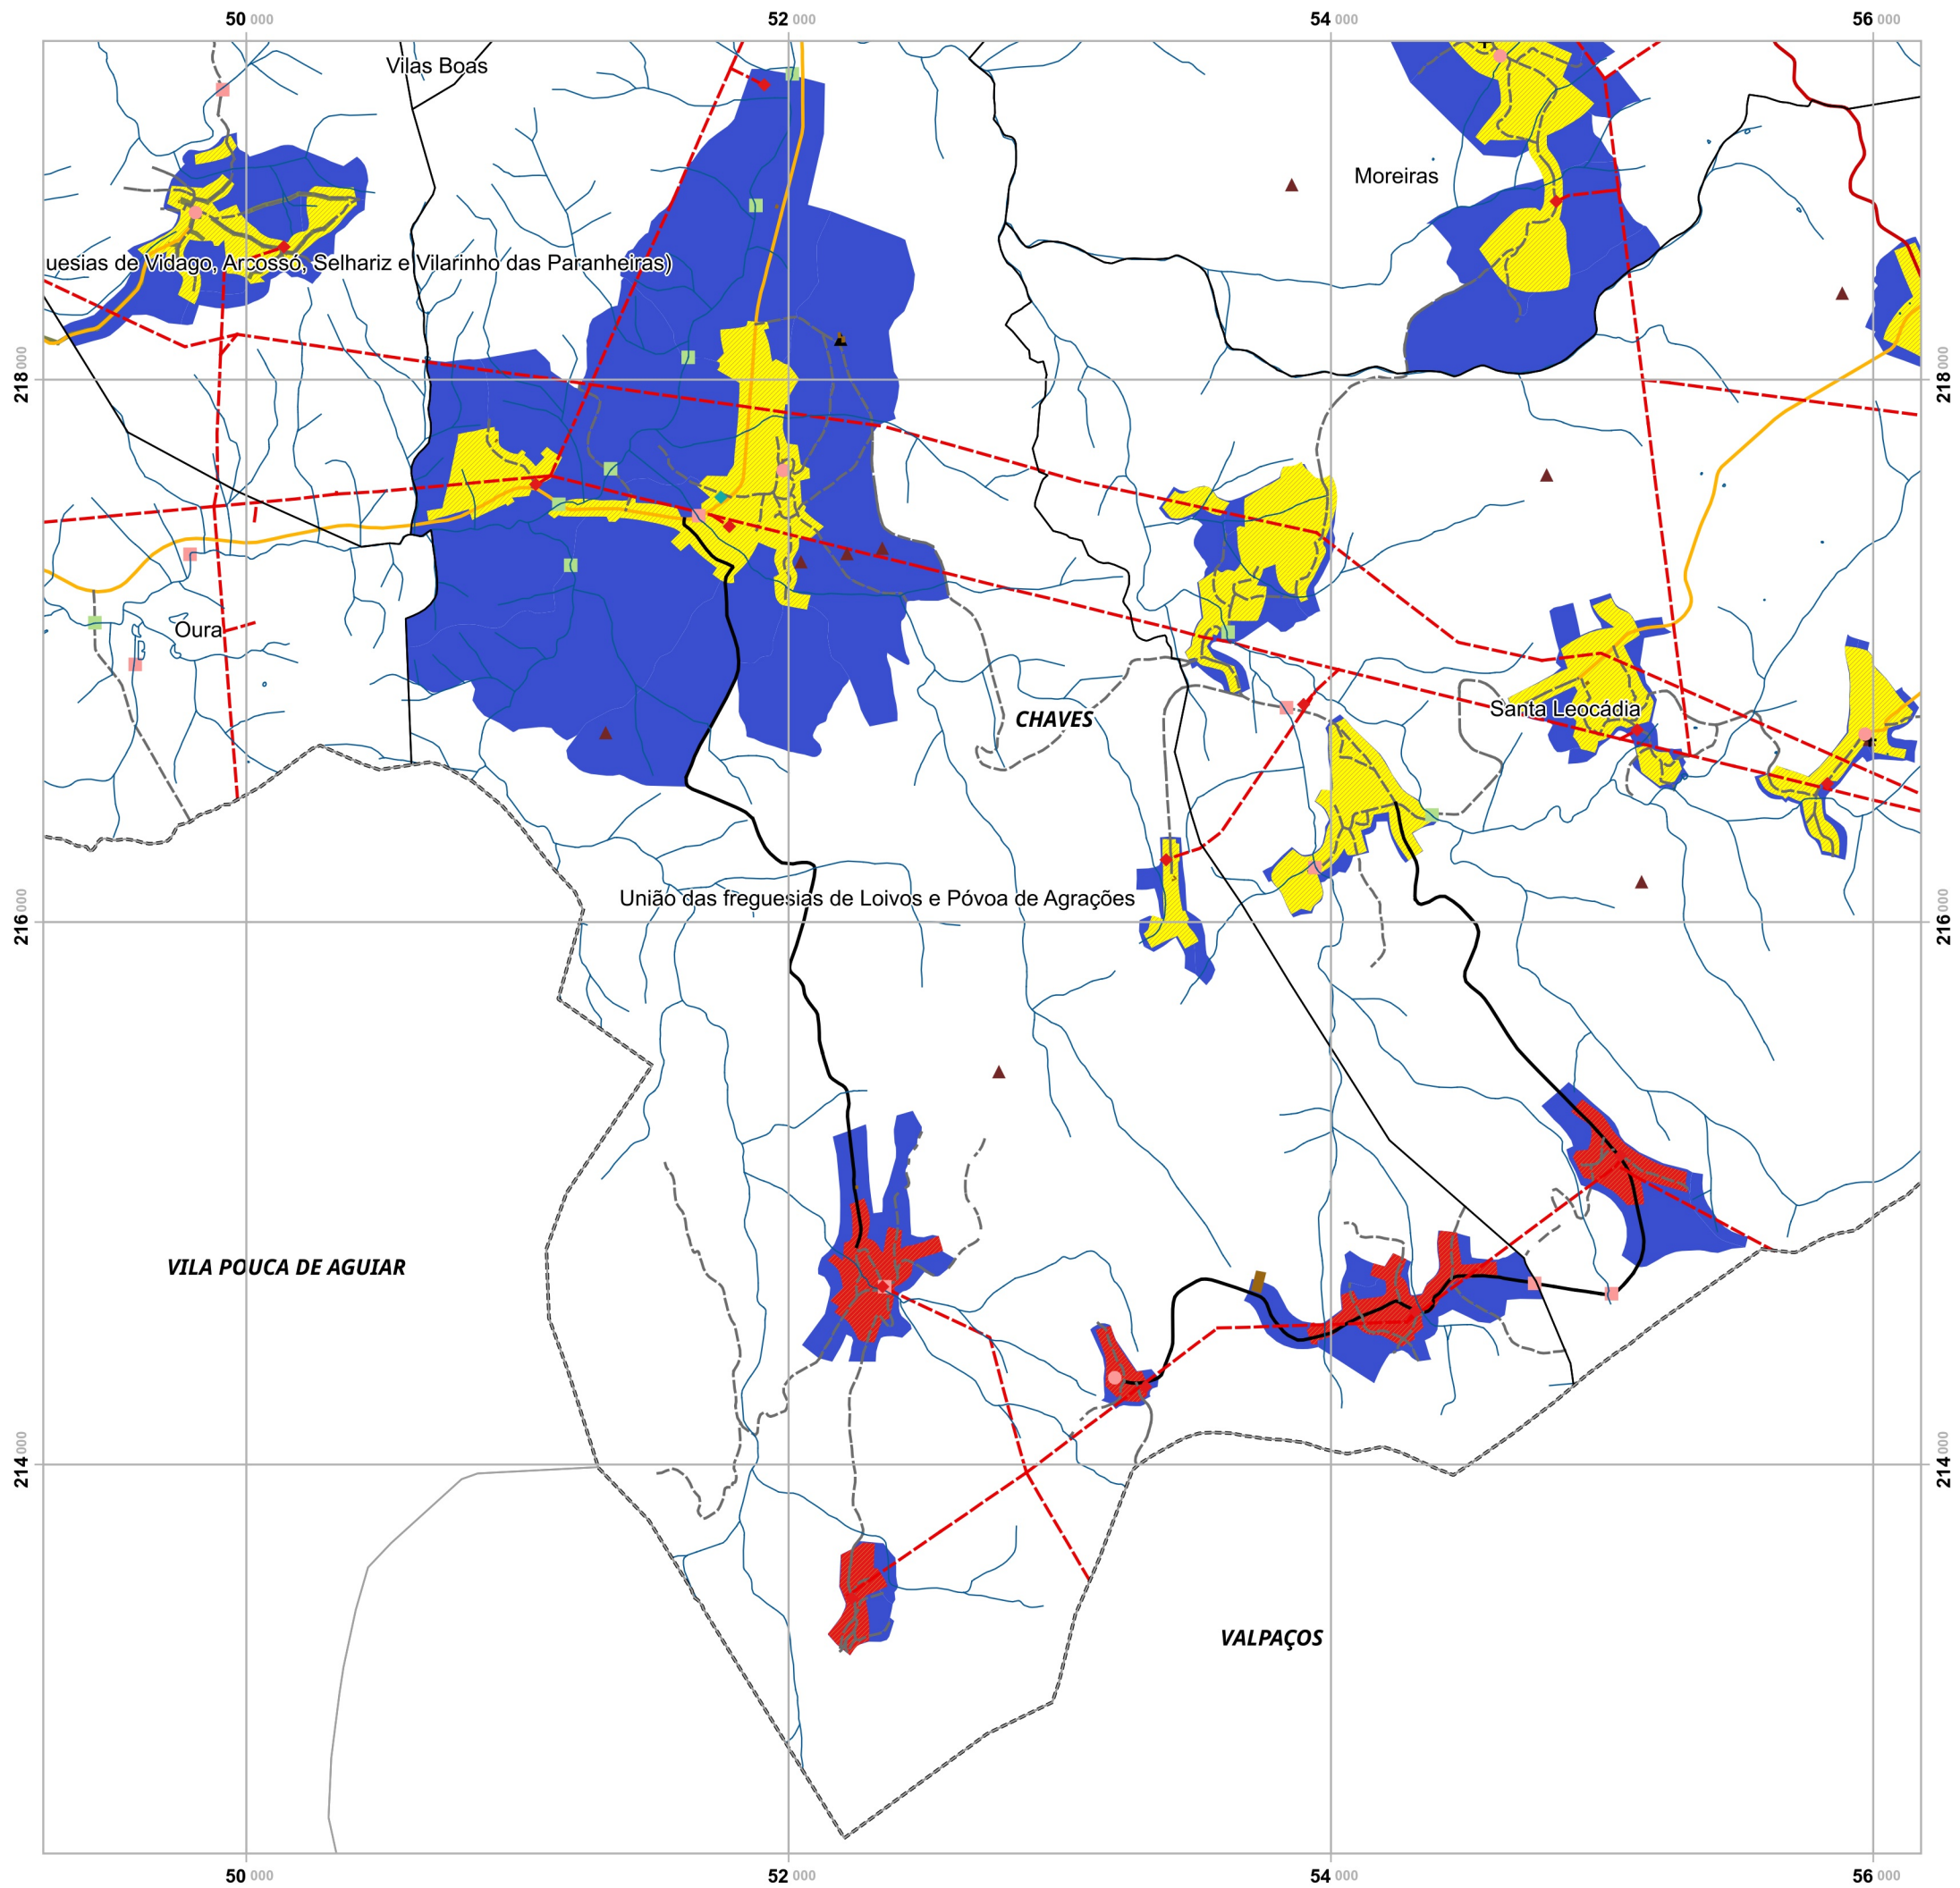 50 000
52 000
54 000
56 000
Vilas Boas
Moreiras
uesias de Vidago, Arcossó, Selhariz e Vilarinho das Paranheiras)
218 000
218 000
Oura
CHAVES
Santa Leocádia
União das freguesias de Loivos e Póvoa de Agrações
216 000
216 000
VILA POUCA DE AGUIAR
214 000
214 000
VALPAÇOS
50 000
52 000
54 000
56 000